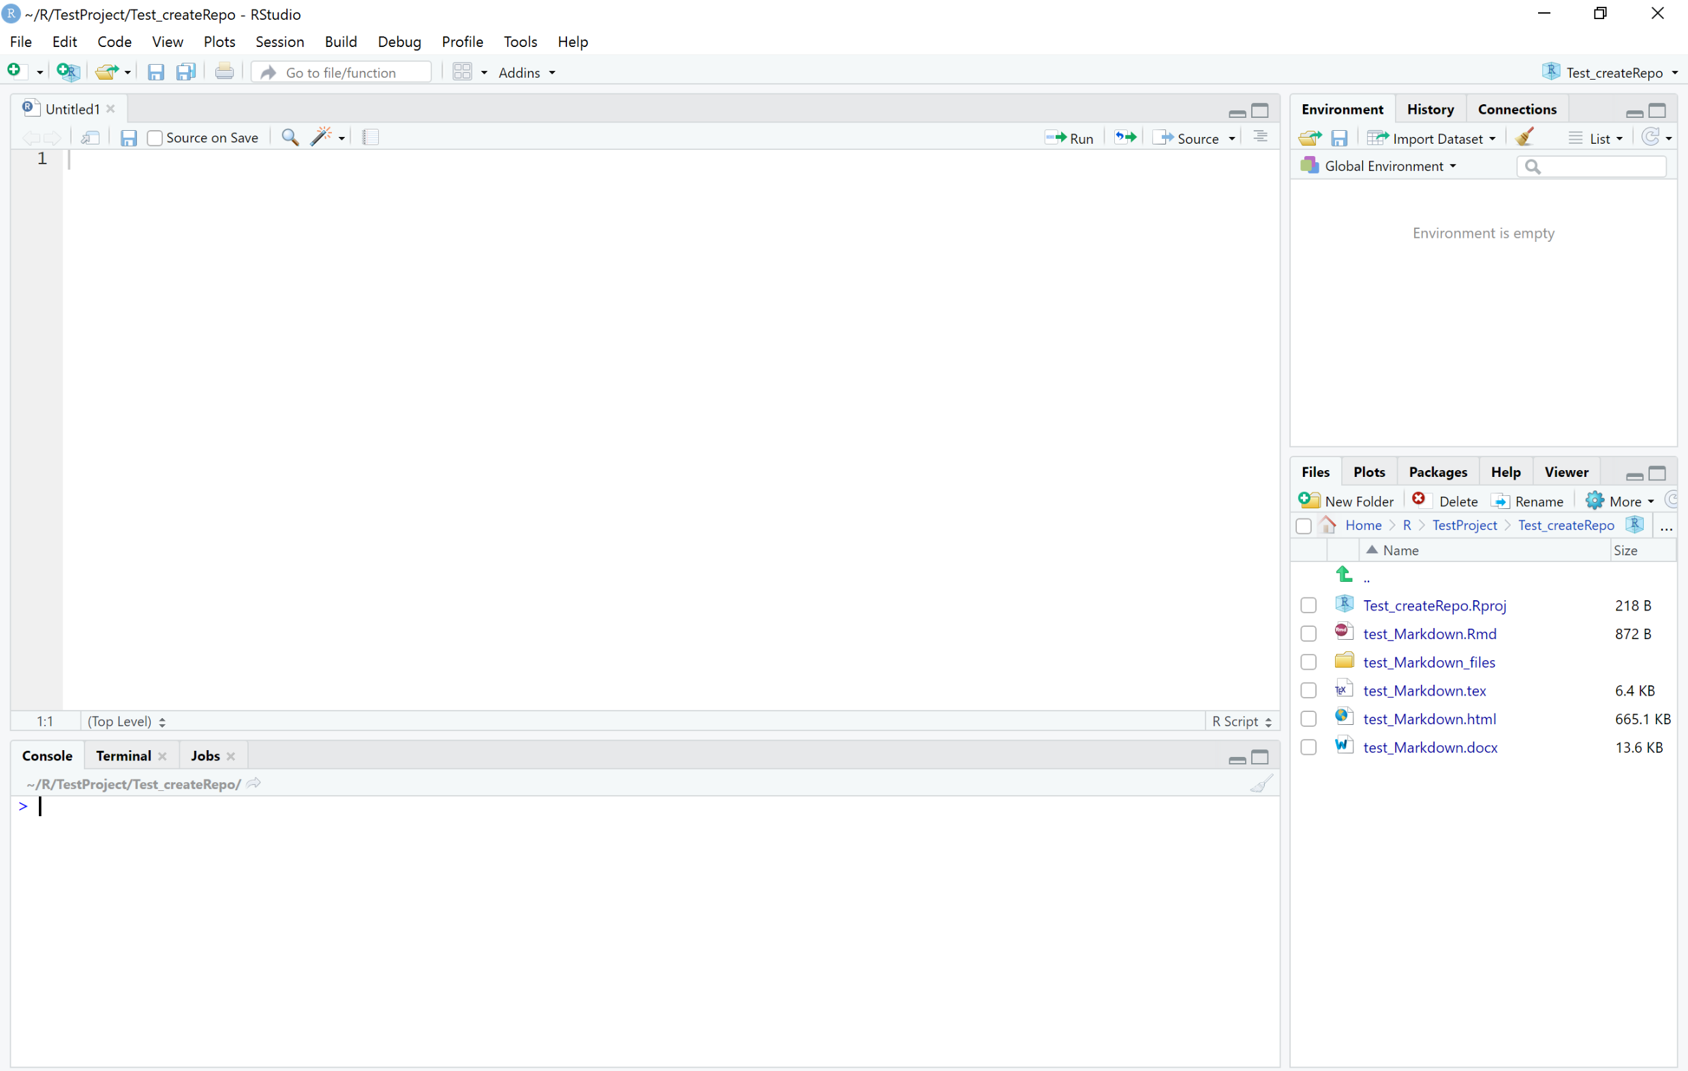 ~/R/TestProject/Test_createRepo - RStudio
File Edit Code View Plots Session Build Debug Profile Tools Help
Go to file/function Addins Test_createRepo
Untitled1
Source on Save Run Source
1
1:1 (Top Level) R Script
Console Terminal Jobs
~/R/TestProject/Test_createRepo/
>
Environment History Connections
Import Dataset List
Global Environment
Environment is empty
Files Plots Packages Help Viewer
New Folder Delete Rename More
Home R TestProject Test_createRepo ...
Name Size
..
Test_createRepo.Rproj 218 B
test_Markdown.Rmd 872 B
test_Markdown_files
test_Markdown.tex 6.4 KB
test_Markdown.html 665.1 KB
test_Markdown.docx 13.6 KB